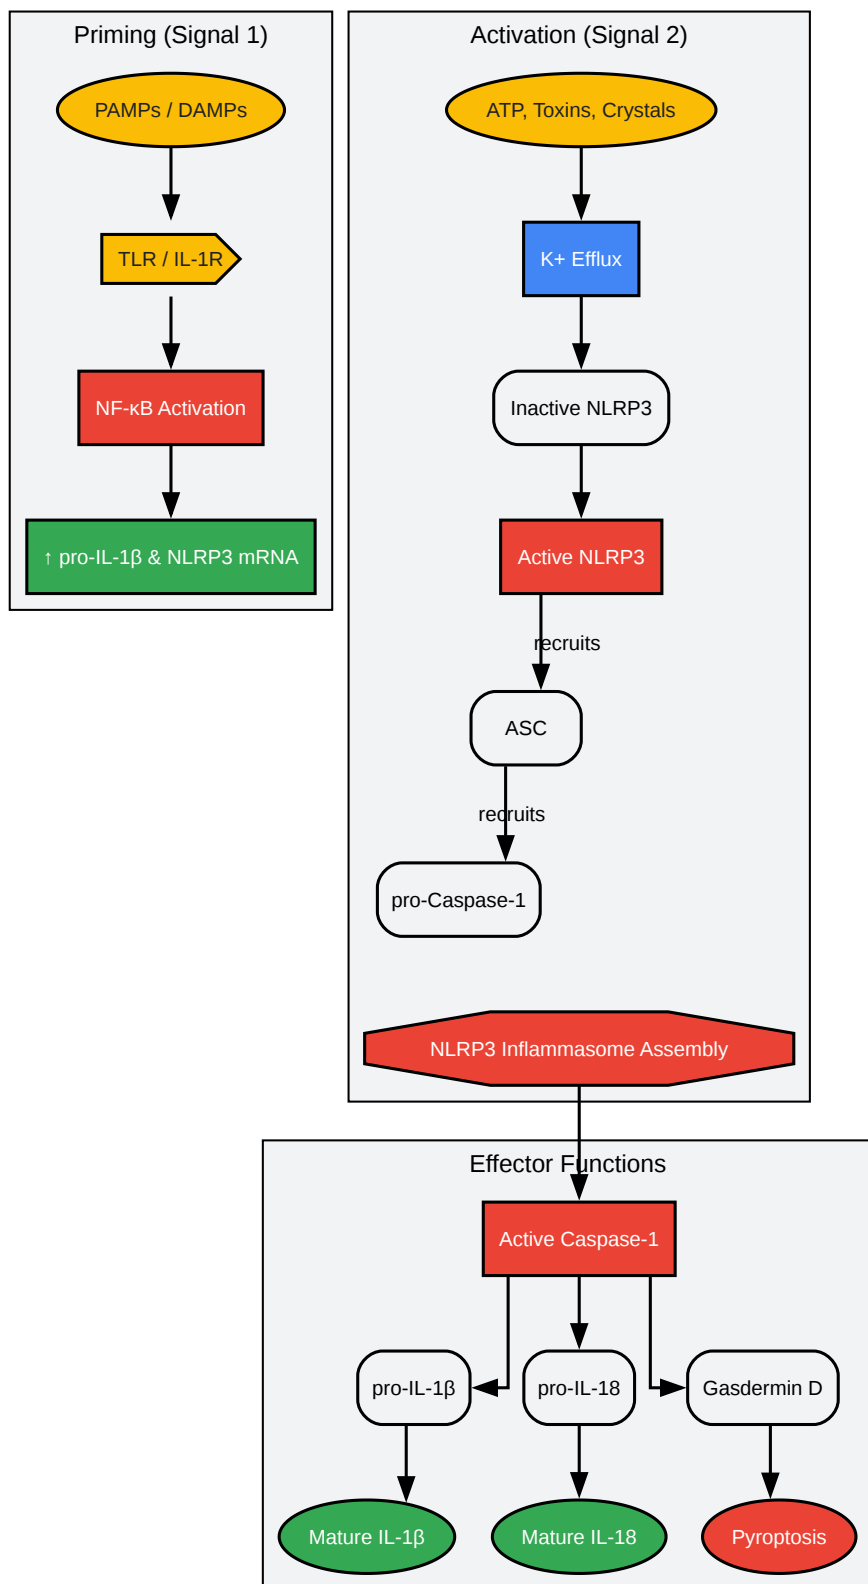 Priming (Signal 1)
PAMPs / DAMPs
TLR / IL-1R
NF-κB Activation
↑ pro-IL-1β & NLRP3 mRNA
Activation (Signal 2)
ATP, Toxins, Crystals
K+ Efflux
Inactive NLRP3
Active NLRP3
recruits
ASC
recruits
pro-Caspase-1
NLRP3 Inflammasome Assembly
Effector Functions
Active Caspase-1
pro-IL-1β
pro-IL-18
Gasdermin D
Mature IL-1β
Mature IL-18
Pyroptosis